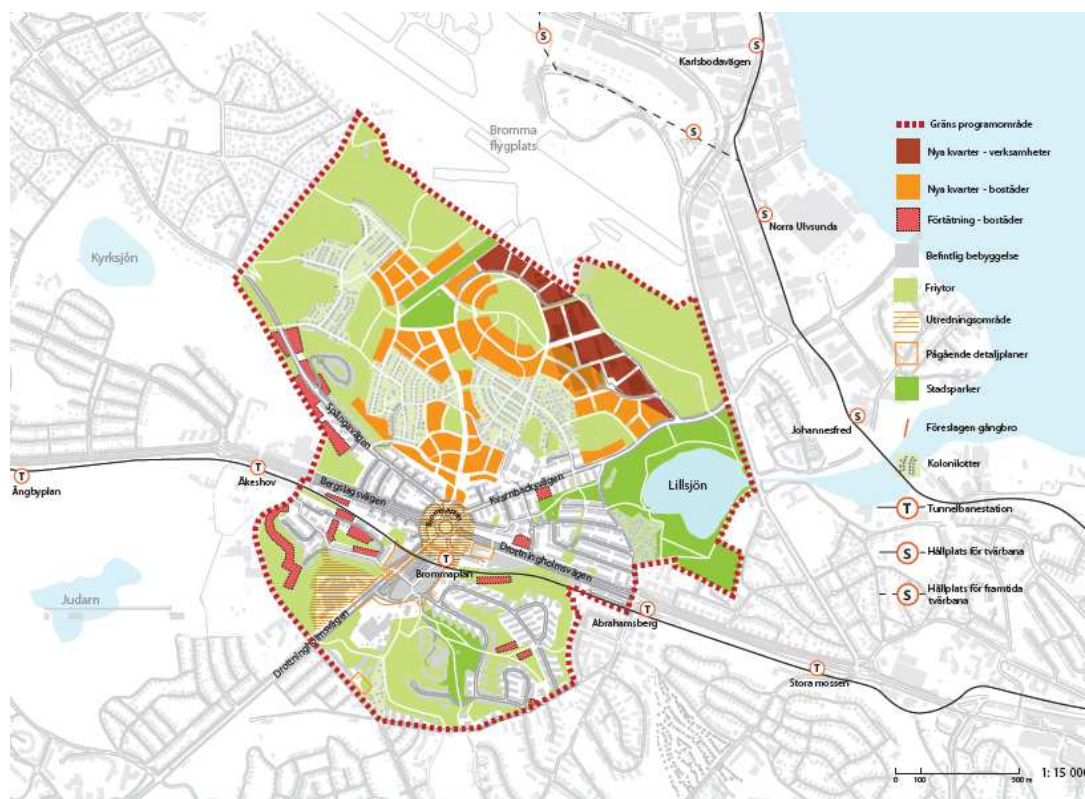 S
S
Karlsbodavägen
S
Bromma
flygplats
Gräns programområde
Nya kvarter - verksamheter
Nya kvarter - bostäder
Förtätning - bostäder
Befintlig bebyggelse
Friytor
Utredningsområde
Pågående detaljplaner
Stadsparker
Föreslagen gångbro
Kolonilotter
T
Tunnelbanestation
S
Hållplats för tvärbana
S
Hållplats för framtida
tvärbana
S
Norra Ulvsunda
Kyrksjön
S
Johannesfred
Spångavägen
T
Ängbyplan
T
Åkeshov
Bergslagsvägen
Kvarnbacksvägen
Lillsjön
Brommaplan
Drottningholmsvägen
T
Brommaplan
Judarn
Drottningholmsvägen
T
Abrahamsberg
T
Stora mossen
0 100 500 m
1: 15 000